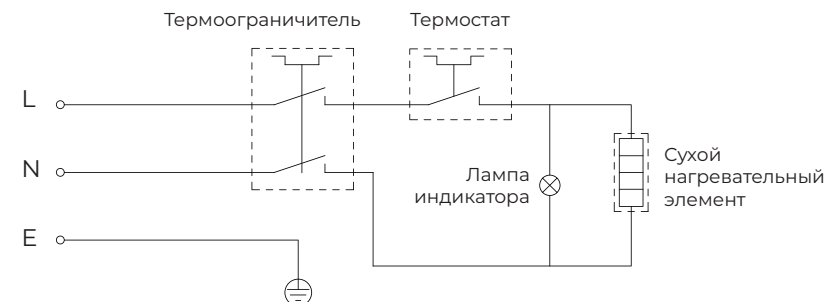 Термоограничитель
Термостат
L
N
Лампа
индикатора
Сухой
нагревательный
элемент
E